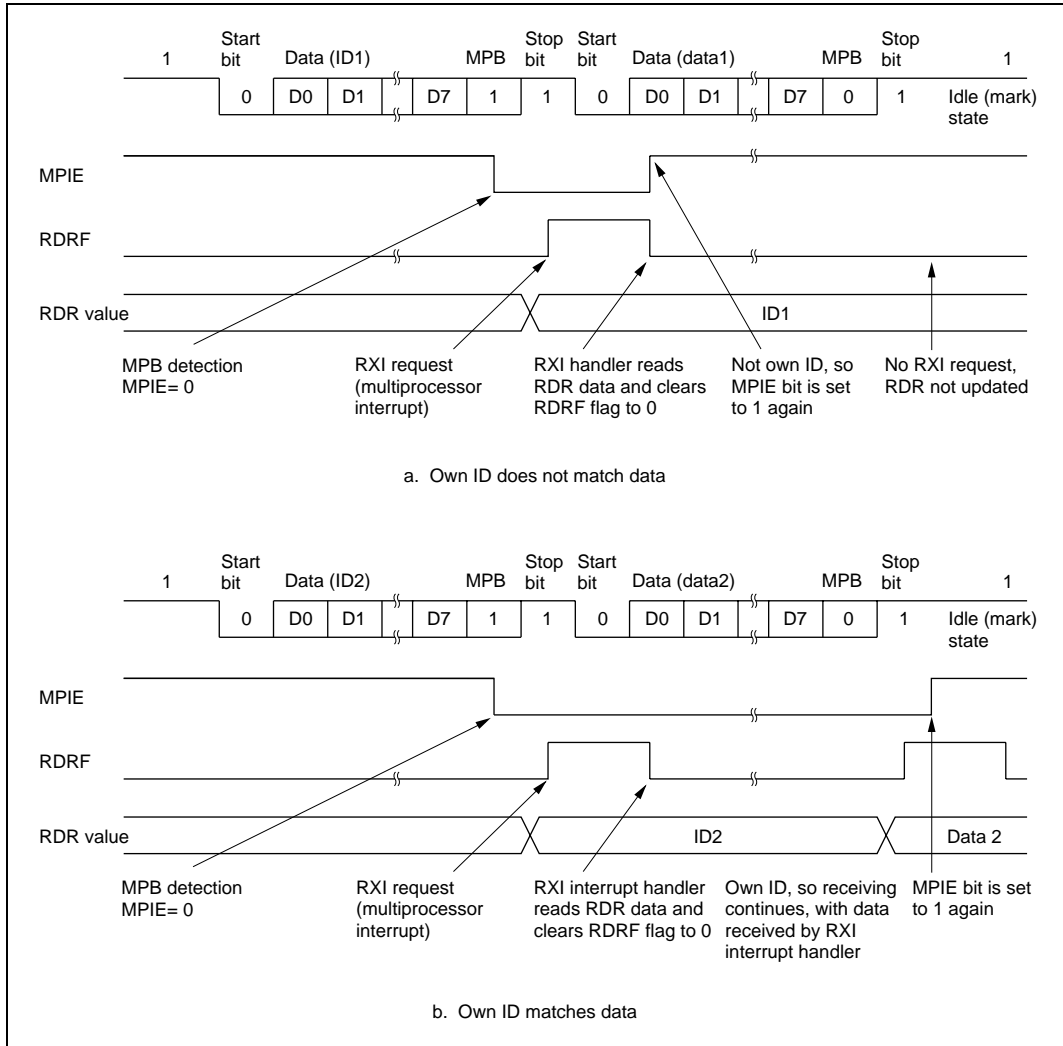 Start bit
Data (ID1)
MPB
Stop bit
Start bit
Data (data1)
MPB
Stop bit
1
1
0 D0 D1 D7 1 1 0 D0 D1 D7 0 1 Idle (mark) state
MPIE
RDRF
RDR value
ID1
MPB detection
MPIE= 0
RXI request
(multiprocessor
interrupt)
RXI handler reads
RDR data and clears
RDRF flag to 0
Not own ID, so
MPIE bit is set
to 1 again
No RXI request,
RDR not updated
a. Own ID does not match data
Start bit
Data (ID2)
MPB
Stop bit
Start bit
Data (data2)
MPB
Stop bit
1
1
0 D0 D1 D7 1 1 0 D0 D1 D7 0 1 Idle (mark) state
MPIE
RDRF
RDR value
ID2
Data 2
MPB detection
MPIE= 0
RXI request
(multiprocessor
interrupt)
RXI interrupt handler
reads RDR data and
clears RDRF flag to 0
Own ID, so receiving
continues, with data
received by RXI
interrupt handler
MPIE bit is set
to 1 again
b. Own ID matches data